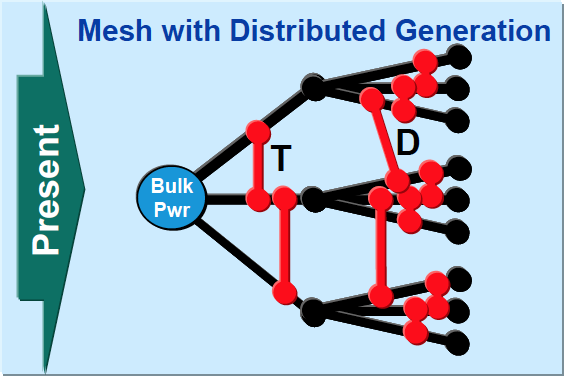 Mesh with Distributed Generation
Present
Bulk
Pwr
T
D